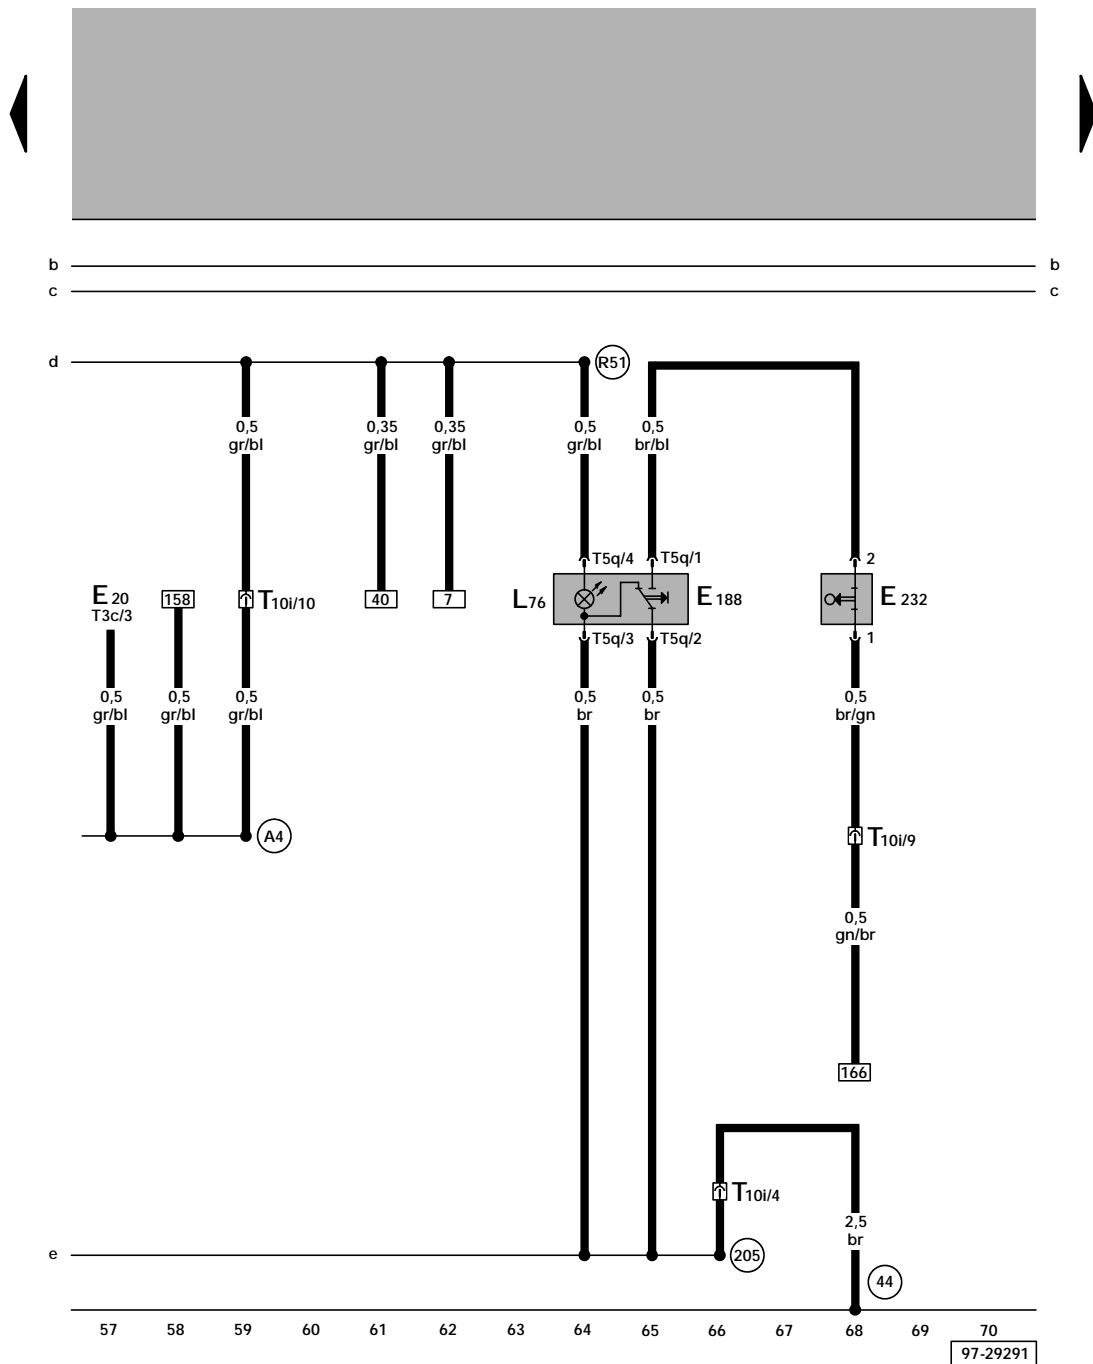 b b
c c
d
R51
0,5 0,35 0,35 0,5 0,5
gr/bl gr/bl gr/bl gr/bl br/bl
T5q/4 T5q/1 2
E20 158 T10i/10 40 7 L76 E188 E232
T3c/3
T5q/3 T5q/2 1
0,5 0,5 0,5 0,5 0,5 0,5
gr/bl gr/bl gr/bl br br br/gn
A4 T10i/9
0,5
gn/br
166
T10i/4
2,5
br
e 205
44
57 58 59 60 61 62 63 64 65 66 67 68 69 70
97-29291